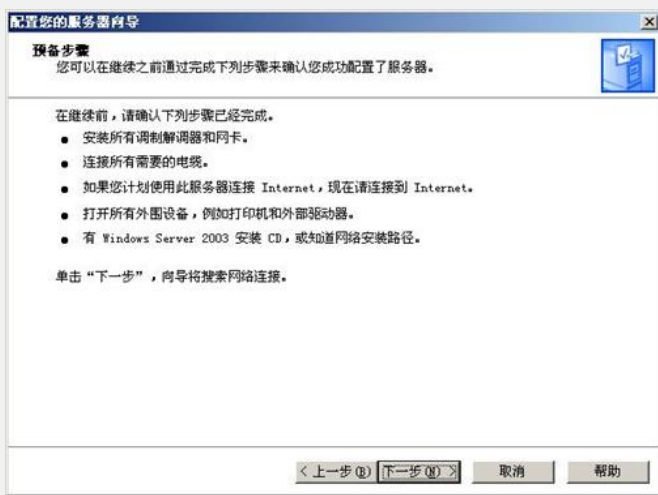 配置您的服务器向导
预备步骤
您可以在继续之前通过完成下列步骤来确认您成功配置了服务器。
在继续前，请确认下列步骤已经完成。
● 安装所有调制解调器和网卡。
● 连接所有需要的电缆。
● 如果您计划使用此服务器连接 Internet，现在请连接到 Internet。
● 打开所有外围设备，例如打印机和外部驱动器。
● 有 Windows Server 2003 安装 CD，或知道网络安装路径。
单击“下一步”，向导将搜索网络连接。
< 上一步(B) 下一步(N) > 取消 帮助